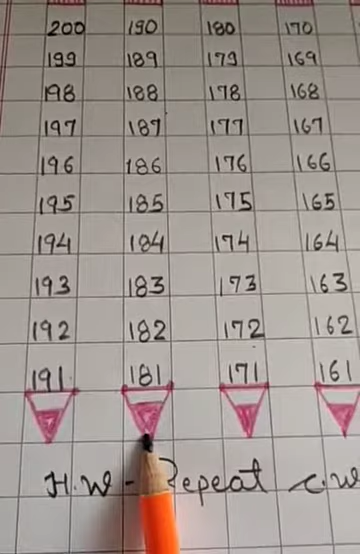 200 190 180 170
199 189 179 169
198 188 178 168
197 187 177 167
196 186 176 166
195 185 175 165
194 184 174 164
193 183 173 163
192 182 172 162
191 181 171 161
H.W - Repeat C.W